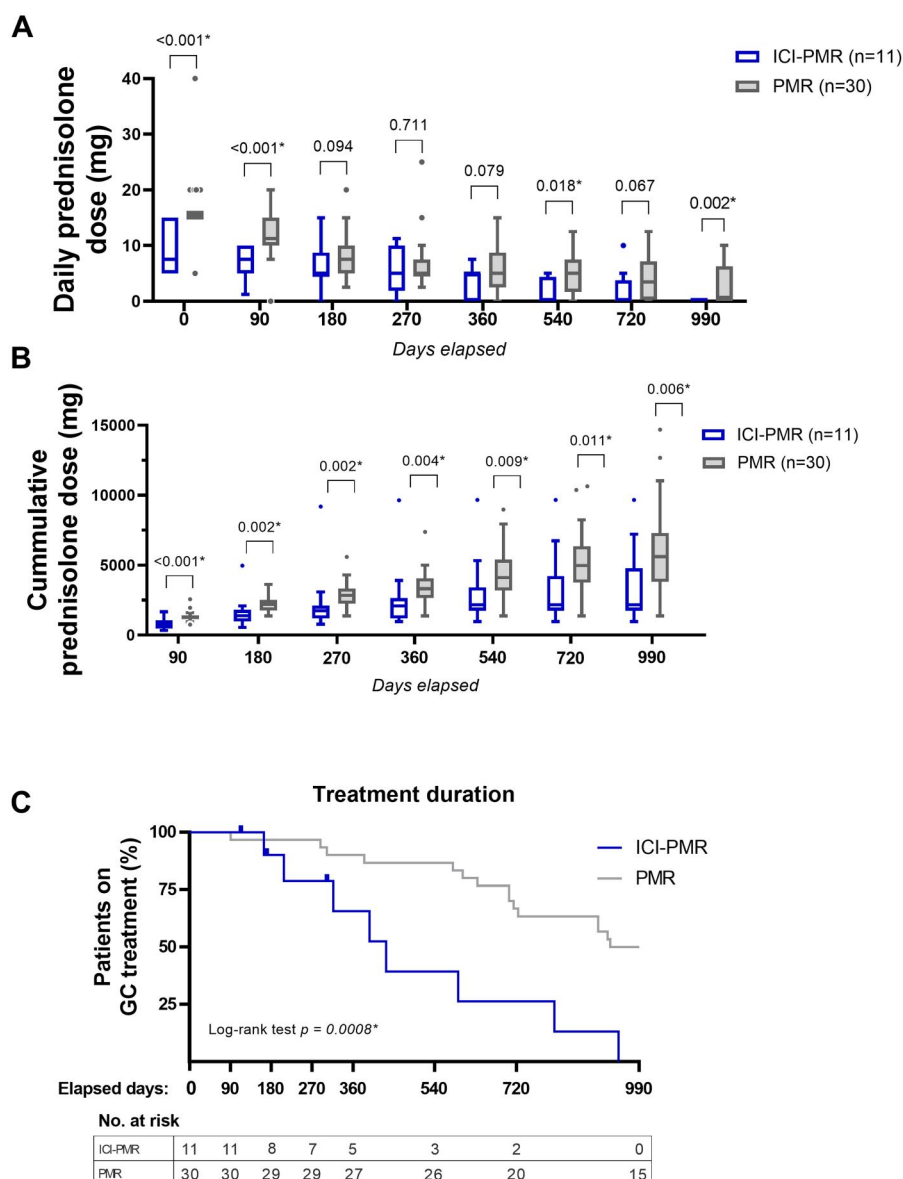 A
<0.001*
ICI-PMR (n=11)
PMR (n=30)
Daily prednisolone
dose (mg)
40
30
20
10
0
<0.001*
0.094
0.711
0.079
0.018*
0.067
0.002*
0 90 180 270 360 540 720 990
Days elapsed
B
Cummulative
prednisolone dose (mg)
15000
10000
5000
0
<0.001*
0.002*
0.002*
0.004*
0.009*
0.011*
0.006*
ICI-PMR (n=11)
PMR (n=30)
90 180 270 360 540 720 990
Days elapsed
C
Treatment duration
Patients on
GC treatment (%)
100
75
50
25
ICI-PMR
PMR
Log-rank test p = 0.0008*
Elapsed days: 0 90 180 270 360 540 720 990
No. at risk
ICI-PMR 11 11 8 7 5 3 2 0
PMR 30 30 29 29 27 26 20 15